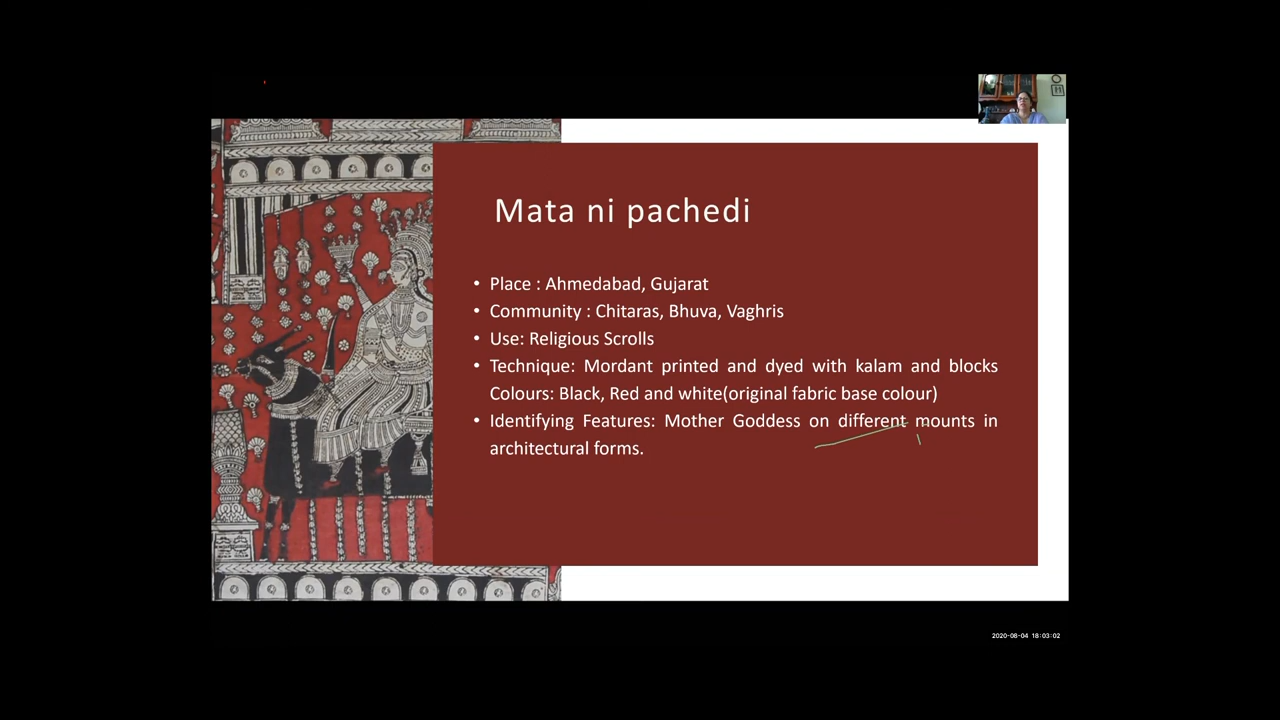 Mata ni pachedi
• Place : Ahmedabad, Gujarat
• Community : Chitaras, Bhuva, Vaghris
• Use: Religious Scrolls
• Technique: Mordant printed and dyed with kalam and blocks
Colours: Black, Red and white(original fabric base colour)
• Identifying Features: Mother Goddess on different mounts in
architectural forms.
2020-08-04 18:03:02